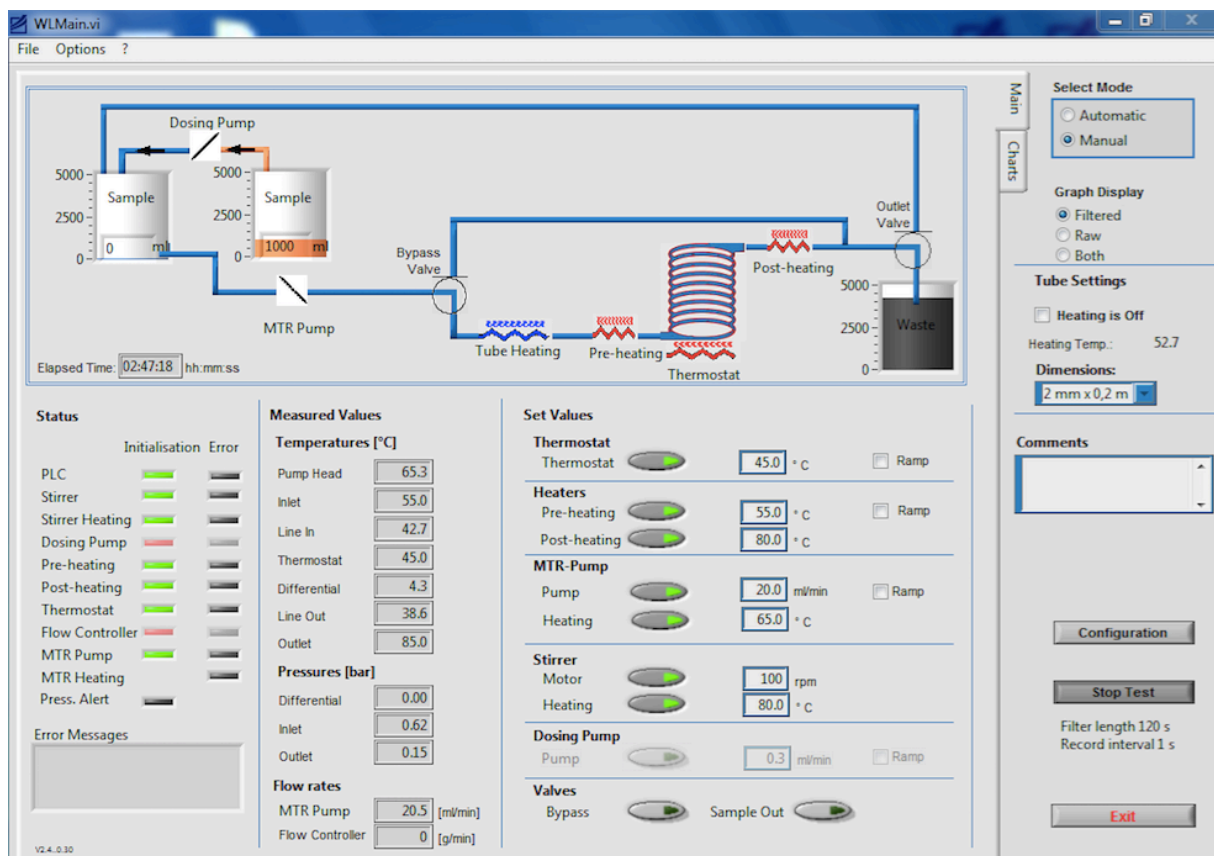 WLMain.vi
File Options ?
Dosing Pump
5000
2500
0
Sample
0 ml
5000
2500
0
Sample
1000 ml
MTR Pump
Bypass
Valve
Tube Heating
Pre-heating
Thermostat
Post-heating
Outlet
Valve
5000
2500
0
Waste
Elapsed Time: 02:47:18 hh:mm:ss
Main
Charts
Status
Initialisation Error
PLC
Stirrer
Stirrer Heating
Dosing Pump
Pre-heating
Post-heating
Thermostat
Flow Controller
MTR Pump
MTR Heating
Press. Alert
Error Messages
V2.4..0.30
Measured Values
Temperatures [°C]
Pump Head 65.3
Inlet 55.0
Line In 42.7
Thermostat 45.0
Differential 4.3
Line Out 38.6
Outlet 85.0
Pressures [bar]
Differential 0.00
Inlet 0.62
Outlet 0.15
Flow rates
MTR Pump 20.5 [ml/min]
Flow Controller 0 [g/min]
Set Values
Thermostat
Thermostat 45.0 ° C Ramp
Heaters
Pre-heating 55.0 ° C Ramp
Post-heating 80.0 ° C
MTR-Pump
Pump 20.0 ml/min Ramp
Heating 65.0 ° C
Stirrer
Motor 100 rpm
Heating 80.0 ° C
Dosing Pump
Pump 0.3 ml/min Ramp
Valves
Bypass Sample Out
Select Mode
Automatic
Manual
Graph Display
Filtered
Raw
Both
Tube Settings
Heating is Off
Heating Temp.: 52.7
Dimensions:
2 mm x 0,2 m
Comments
Configuration
Stop Test
Filter length 120 s
Record interval 1 s
Exit